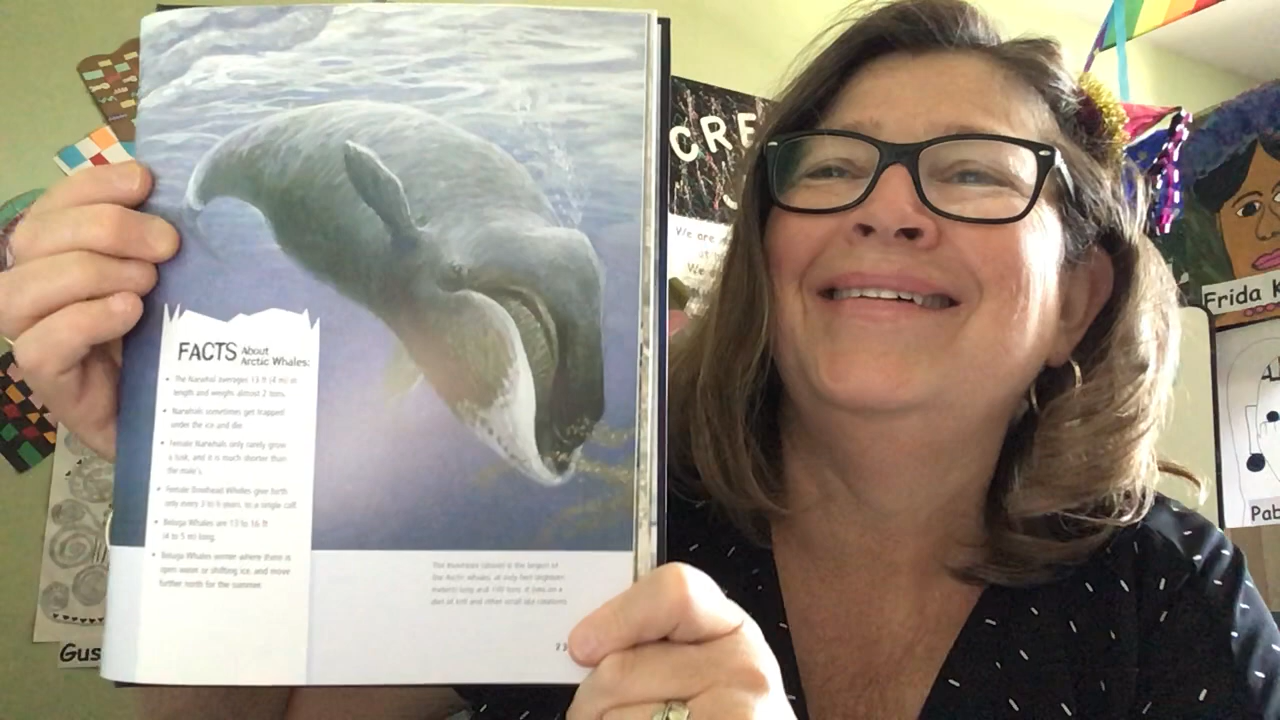 FACTS About
Arctic Whales:
• The Narwhal averages 13 ft (4 m) in
length and weighs almost 2 tons.
• Narwhals sometimes get trapped
under the ice and die.
• Female Narwhals only rarely grow
a tusk, and it is much shorter than
the male's.
• Female Bowhead Whales give birth
only every 3 to 6 years, to a single calf.
• Beluga Whales are 13 to 16 ft
(4 to 5 m) long.
• Beluga Whales winter where there is
open water or shifting ice, and move
further north for the summer.
The Bowhead (above) is the largest of
the Arctic whales, at sixty feet (eighteen
meters) long and 100 tons. It lives on a
diet of krill and other small sea creatures.
CRE
We are
We
Frida K
Pab
Gus